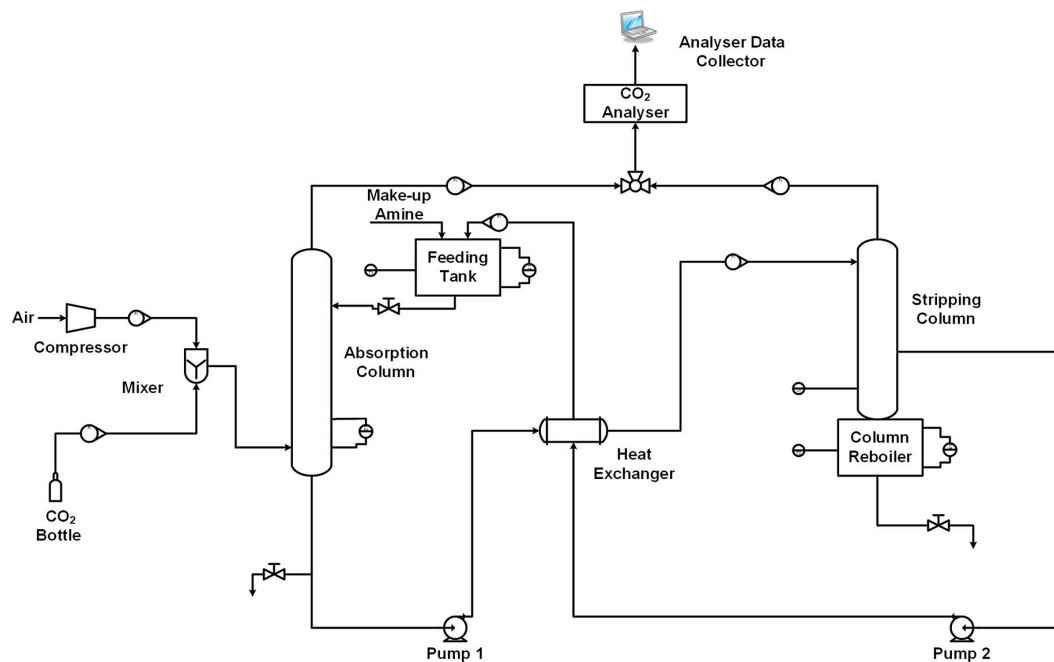 Analyser Data
Collector
CO₂
Analyser
Make-up
Amine
Feeding
Tank
Stripping
Column
Air
Compressor
Absorption
Column
Mixer
Heat
Exchanger
Column
Reboiler
CO₂
Bottle
Pump 1
Pump 2